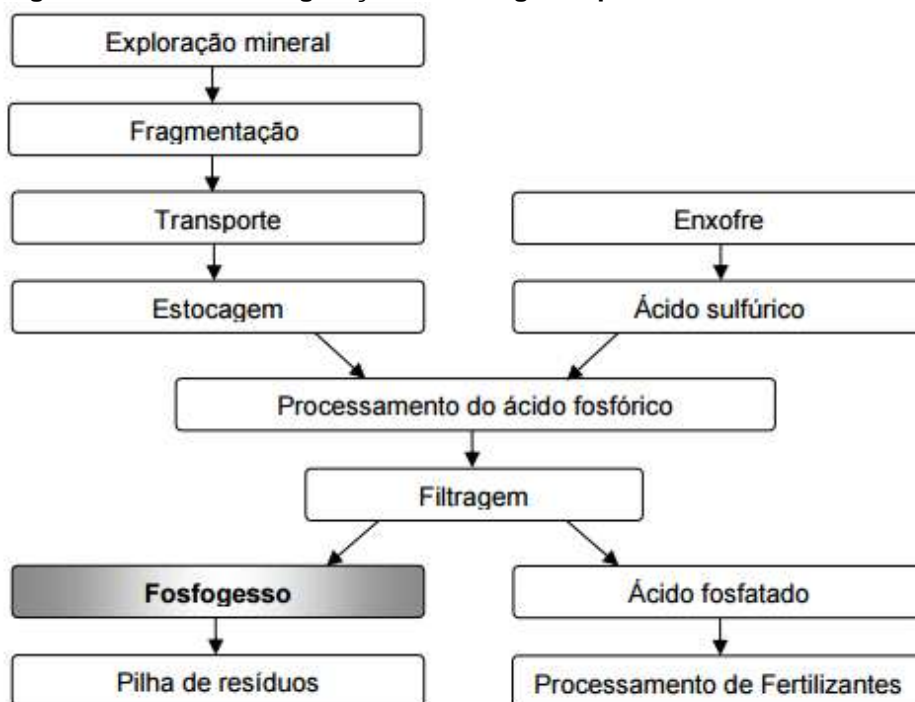 Exploração mineral
Fragmentação
Transporte
Enxofre
Estocagem
Ácido sulfúrico
Processamento do ácido fosfórico
Filtragem
Fosfogesso
Ácido fosfatado
Pilha de resíduos
Processamento de Fertilizantes